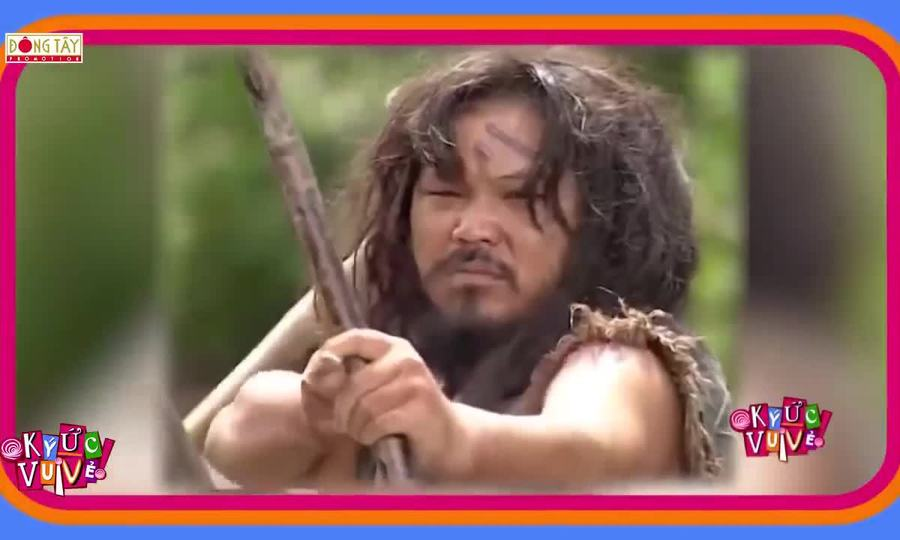 ĐÔNG TÂY
PROMOTION
KÝ ỨC
VUI VẺ!
KÝ ỨC
VUI VẺ!